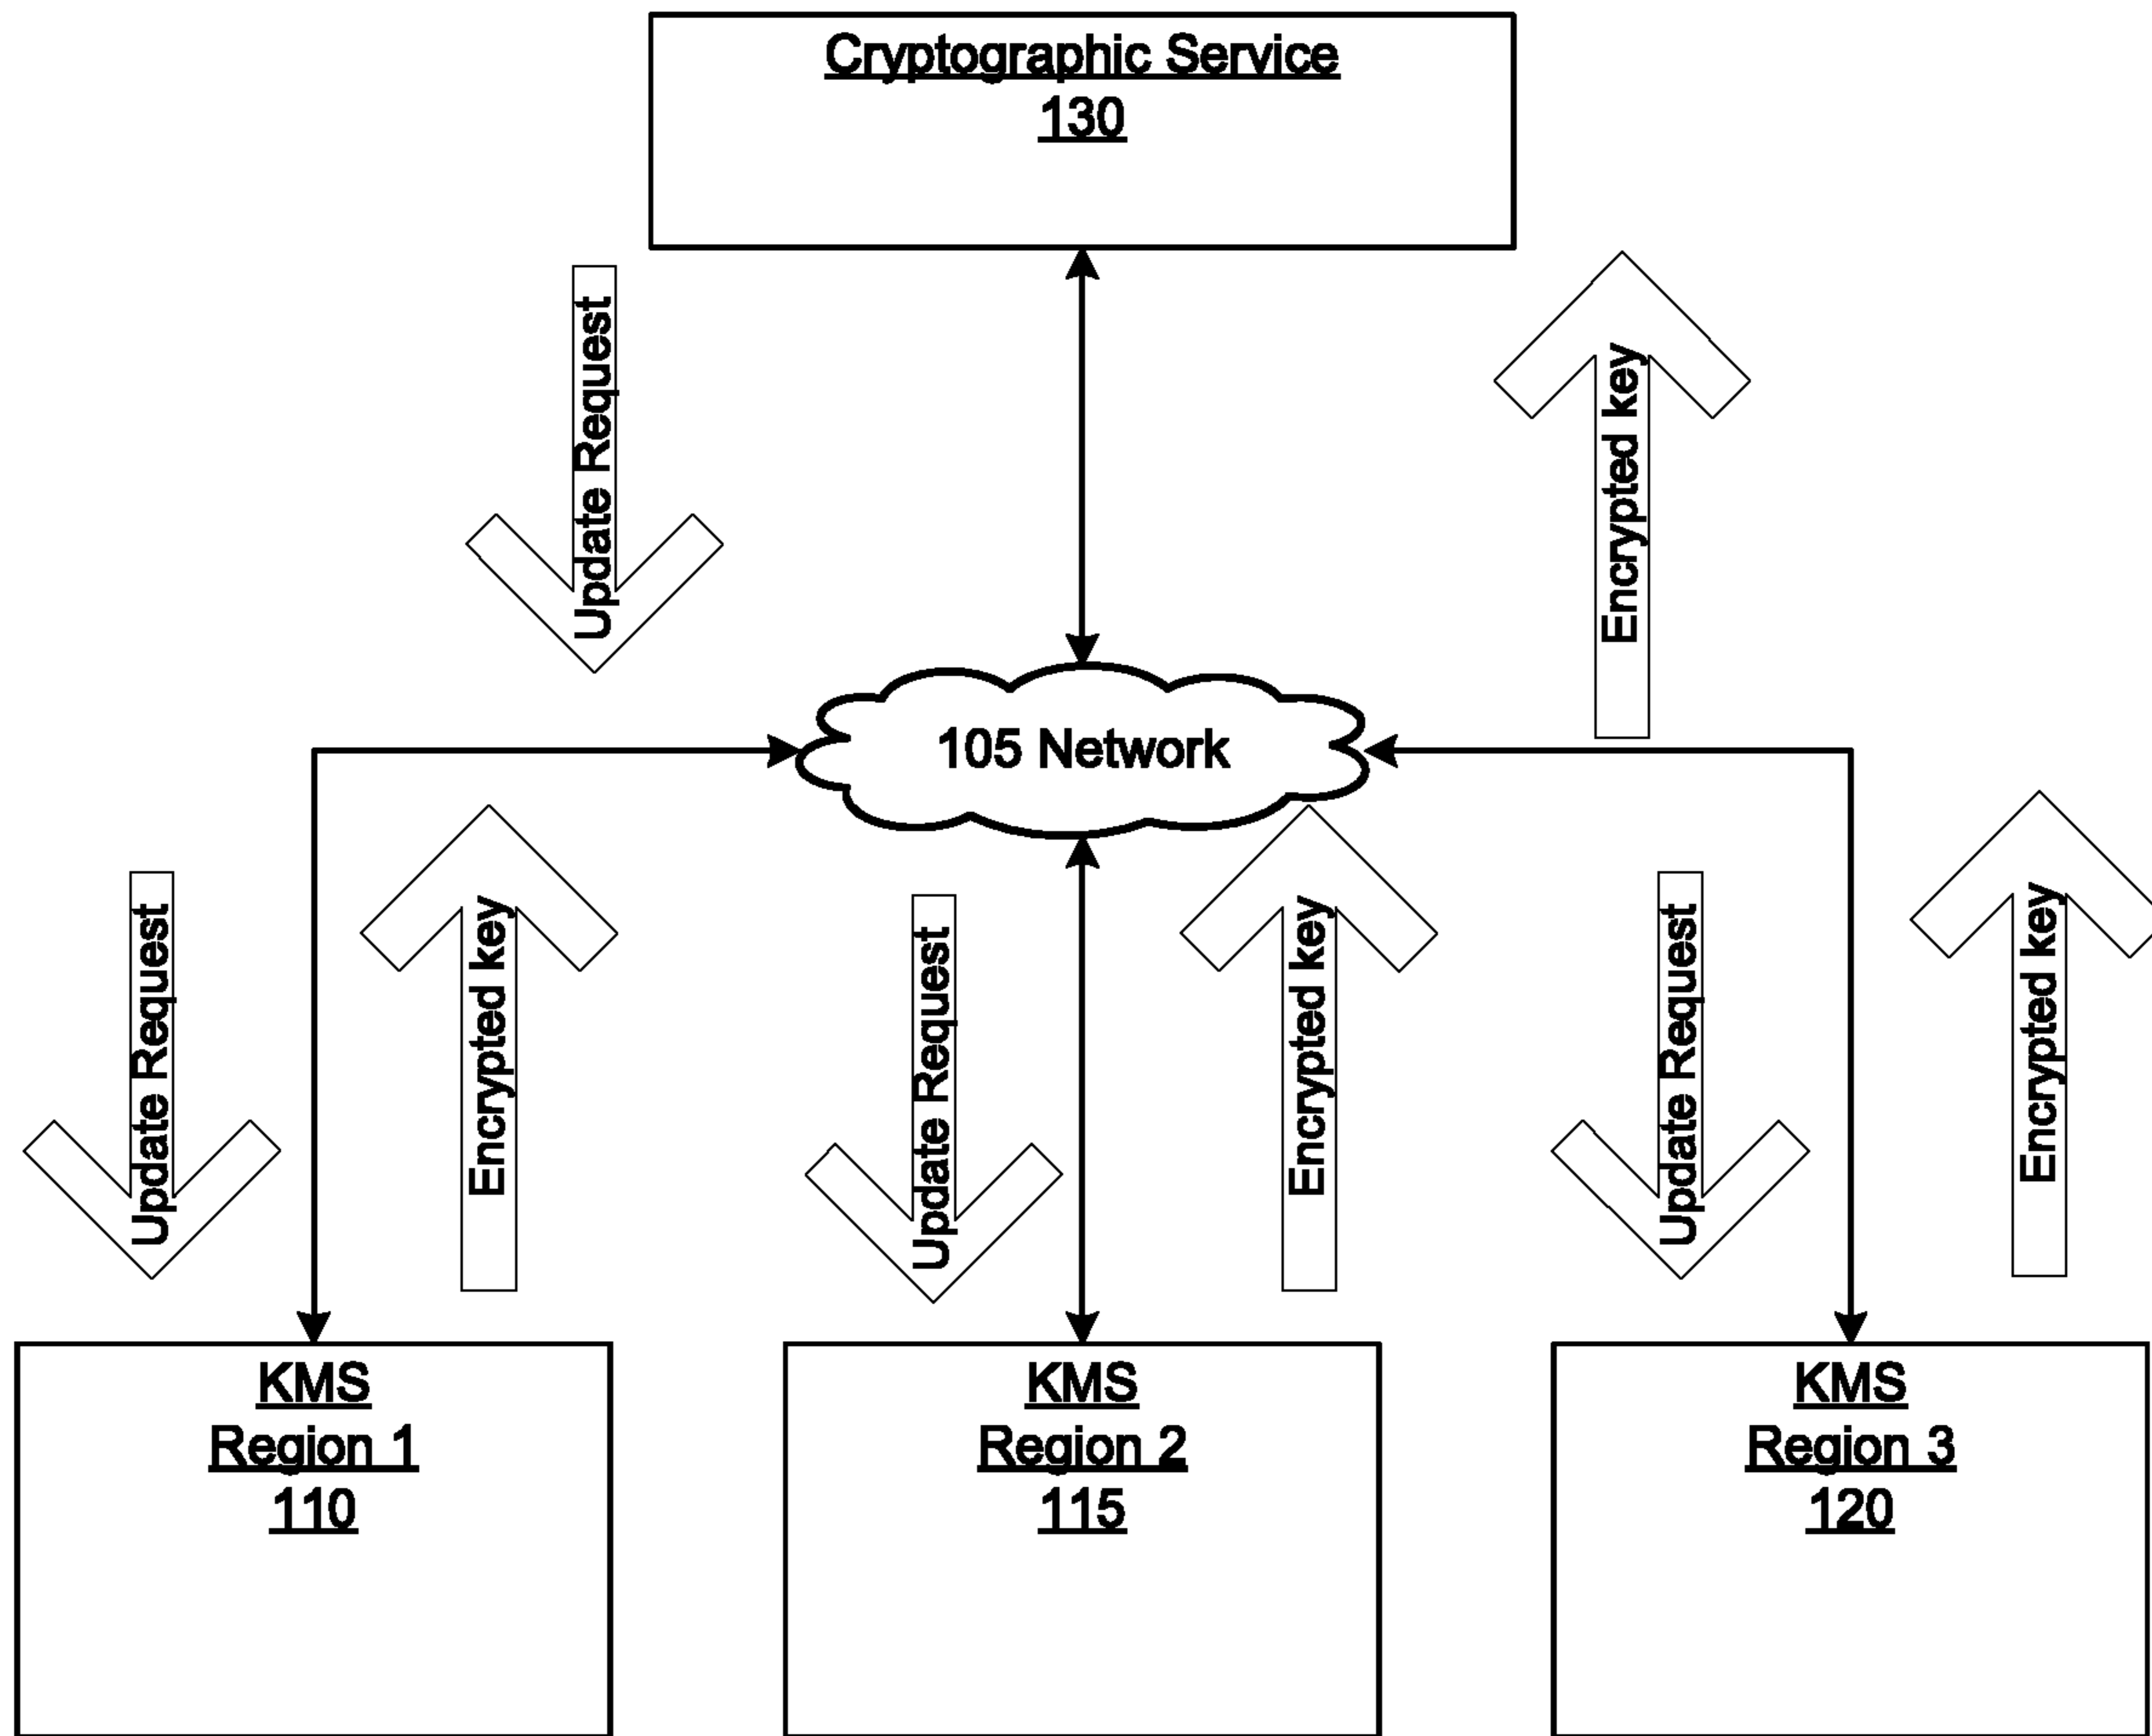 Cryptographic Service
130
Update Request
Encrypted key
105 Network
Update Request
Encrypted key
Update Request
Encrypted key
Update Request
Encrypted key
KMS
Region 1
110
KMS
Region 2
115
KMS
Region 3
120